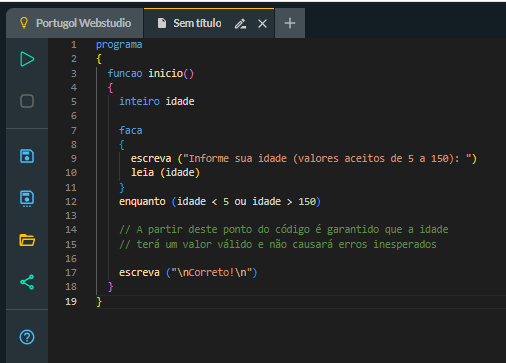 Portugol Webstudio
Sem título
1 programa
2 {
3 funcao inicio()
4 {
5 inteiro idade
6
7 faca
8 {
9 escreva ("Informe sua idade (valores aceitos de 5 a 150): ")
10 leia (idade)
11 }
12 enquanto (idade < 5 ou idade > 150)
13
14 // A partir deste ponto do código é garantido que a idade
15 // terá um valor válido e não causará erros inesperados
16
17 escreva ("\nCorreto!\n")
18 }
19 }